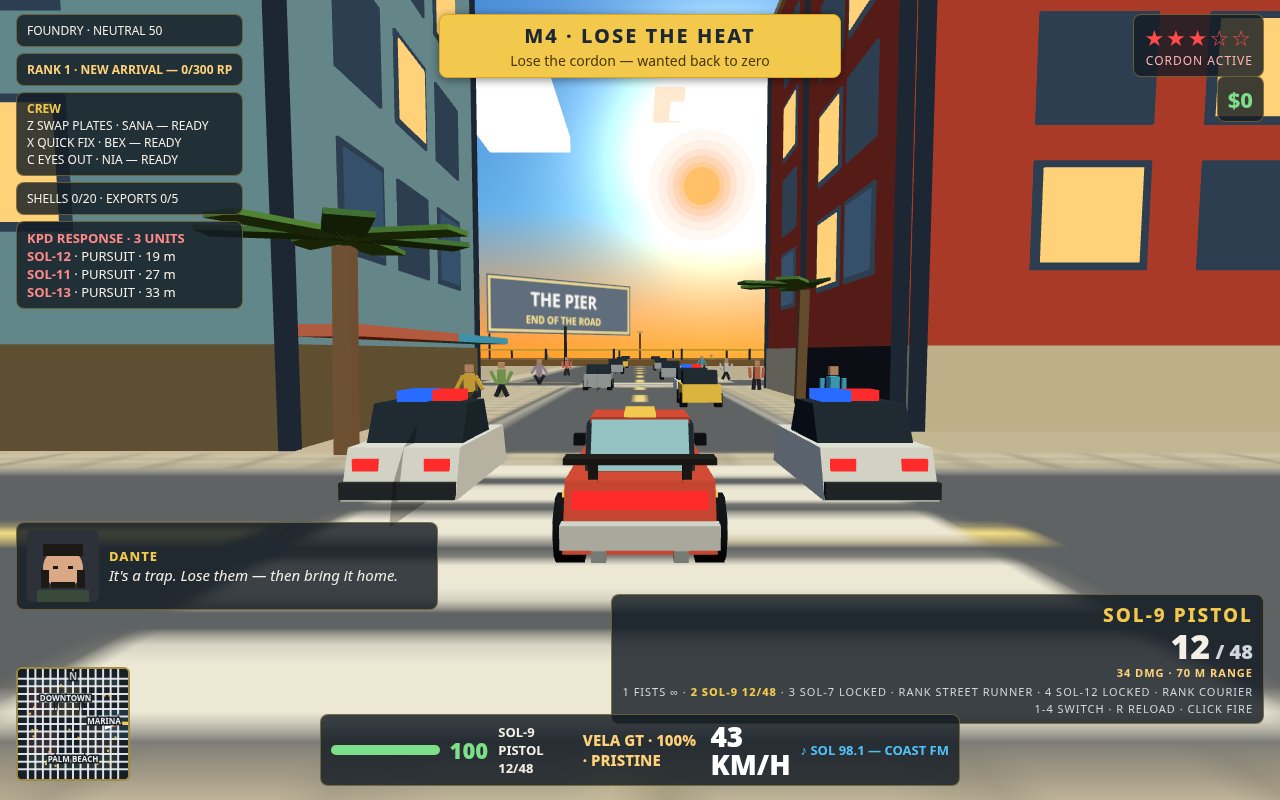 FOUNDRY · NEUTRAL 50
RANK 1 · NEW ARRIVAL — 0/300 RP
CREW
Z SWAP PLATES · SANA — READY
X QUICK FIX · BEX — READY
C EYES OUT · NIA — READY
SHELLS 0/20 · EXPORTS 0/5
KPD RESPONSE · 3 UNITS
SOL-12 · PURSUIT · 19 m
SOL-11 · PURSUIT · 27 m
SOL-13 · PURSUIT · 33 m
M4 · LOSE THE HEAT
Lose the cordon — wanted back to zero
★★★☆☆
CORDON ACTIVE
$0
THE PIER
END OF THE ROAD
DANTE
It's a trap. Lose them — then bring it home.
SOL-9 PISTOL
12 / 48
34 DMG · 70 M RANGE
1 FISTS ∞ · 2 SOL-9 12/48 · 3 SOL-7 LOCKED · RANK STREET RUNNER · 4 SOL-12 LOCKED · RANK COURIER
1-4 SWITCH · R RELOAD · CLICK FIRE
N
DOWNTOWN
MARINA
PALM BEACH
100
SOL-9
PISTOL
12/48
VELA GT · 100%
· PRISTINE
43
KM/H
♪ SOL 98.1 — COAST FM